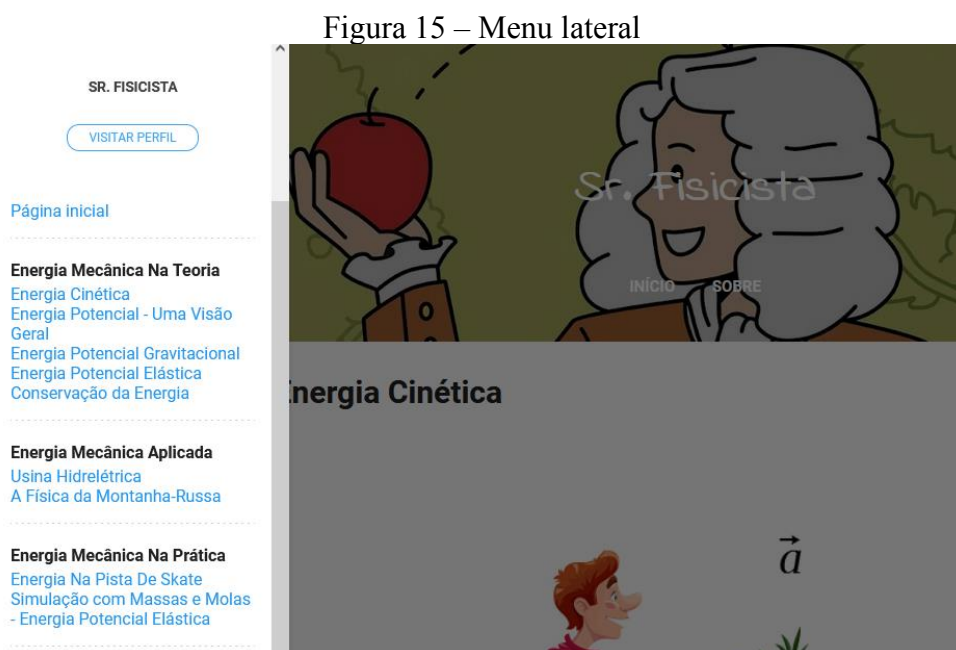 Figura 15 – Menu lateral
SR. FISICISTA
VISITAR PERFIL
Página inicial
Energia Mecânica Na Teoria
Energia Cinética
Energia Potencial - Uma Visão
Geral
Energia Potencial Gravitacional
Energia Potencial Elástica
Conservação da Energia
Energia Mecânica Aplicada
Usina Hidrelétrica
A Física da Montanha-Russa
Energia Mecânica Na Prática
Energia Na Pista De Skate
Simulação com Massas e Molas
- Energia Potencial Elástica
Sr. Fisicista
INÍCIO SOBRE
nergia Cinética
a⃗